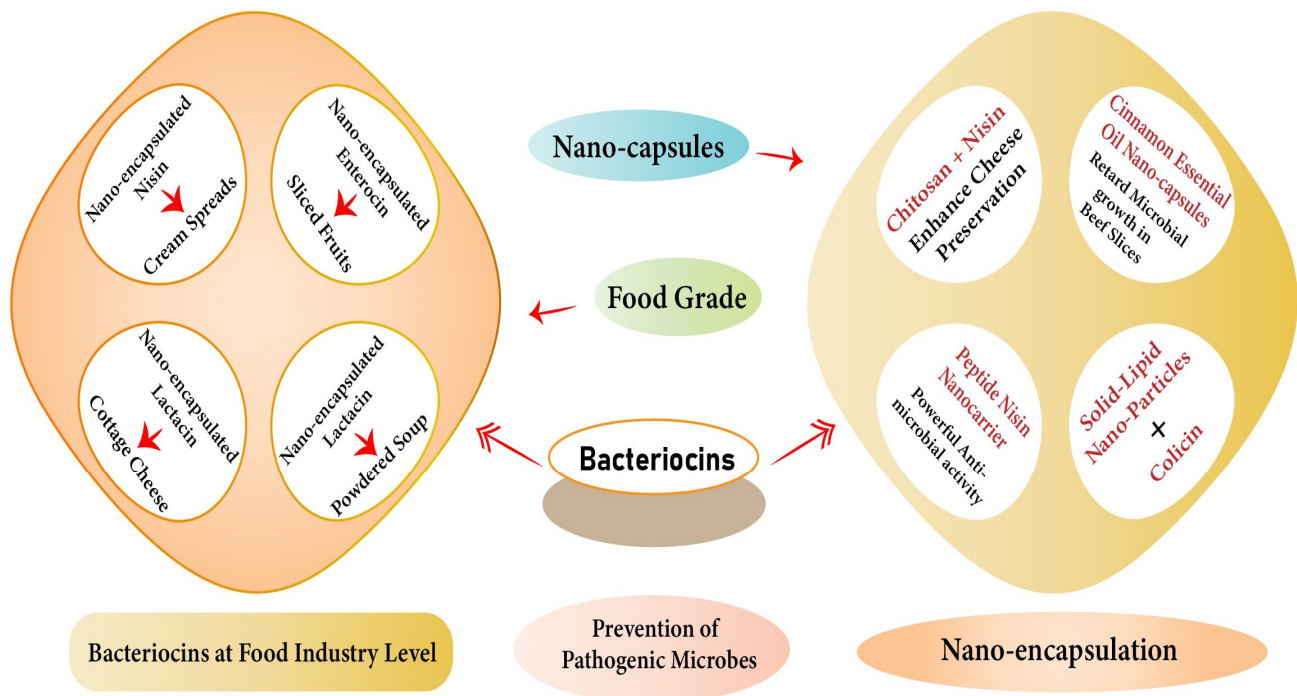 Nano-encapsulated
Nisin
Cream Spreads
Nano-encapsulated
Enterocin
Sliced Fruits
Nano-encapsulated
Lactacin
Cottage Cheese
Nano-encapsulated
Lactacin
Powdered Soup
Bacteriocins at Food Industry Level
Nano-capsules
Food Grade
Bacteriocins
Prevention of
Pathogenic Microbes
Chitosan + Nisin
Enhance Cheese
Preservation
Cinnamon Essential
Oil Nano-capsules
Retard Microbial
growth in
Beef Slices
Peptide Nisin
Nanocarrier
Powerful Anti-
microbial activity
Solid-Lipid
Nano-Particles
+
Colicin
Nano-encapsulation